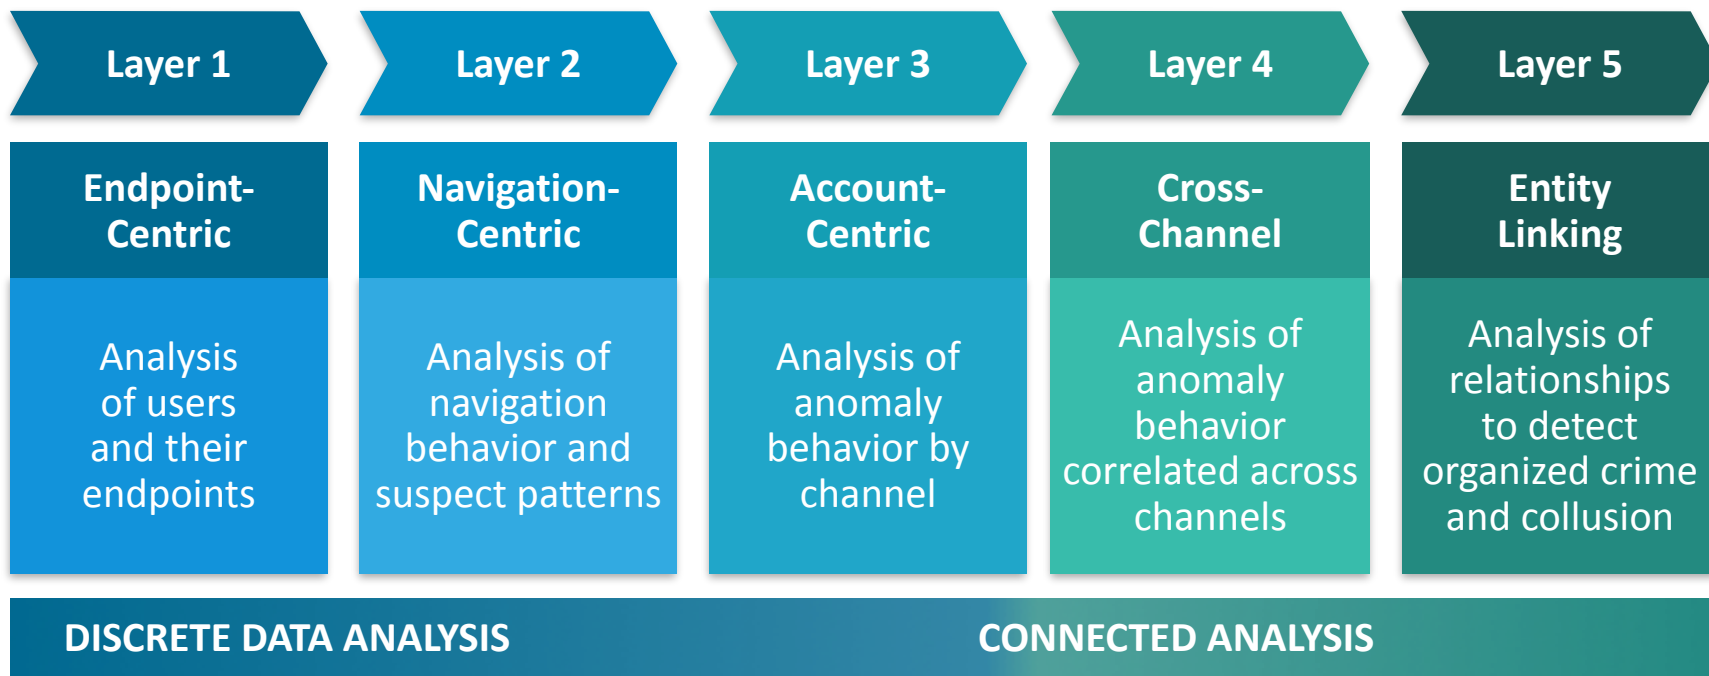 Layer 1
Layer 2
Layer 3
Layer 4
Layer 5
Endpoint-
Centric
Analysis
of users
and their
endpoints
Navigation-
Centric
Analysis of
navigation
behavior and
suspect patterns
Account-
Centric
Analysis of
anomaly
behavior by
channel
Cross-
Channel
Analysis of
anomaly
behavior
correlated across
channels
Entity
Linking
Analysis of
relationships
to detect
organized crime
and collusion
DISCRETE DATA ANALYSIS
CONNECTED ANALYSIS